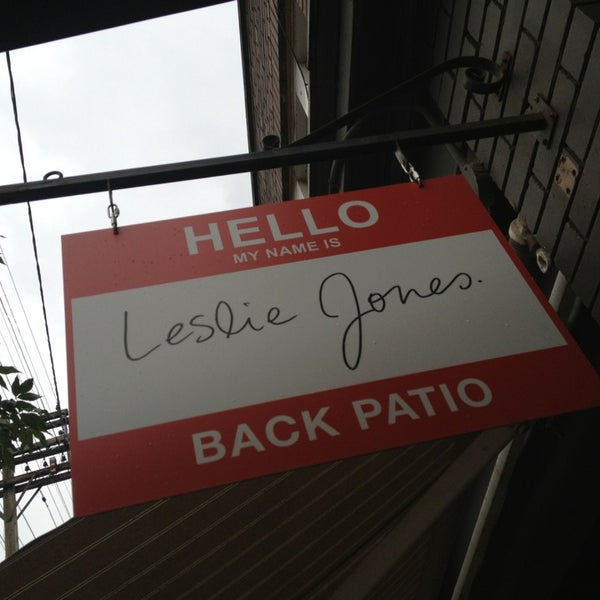 HELLO
MY NAME IS
Leslie Jones.
BACK PATIO